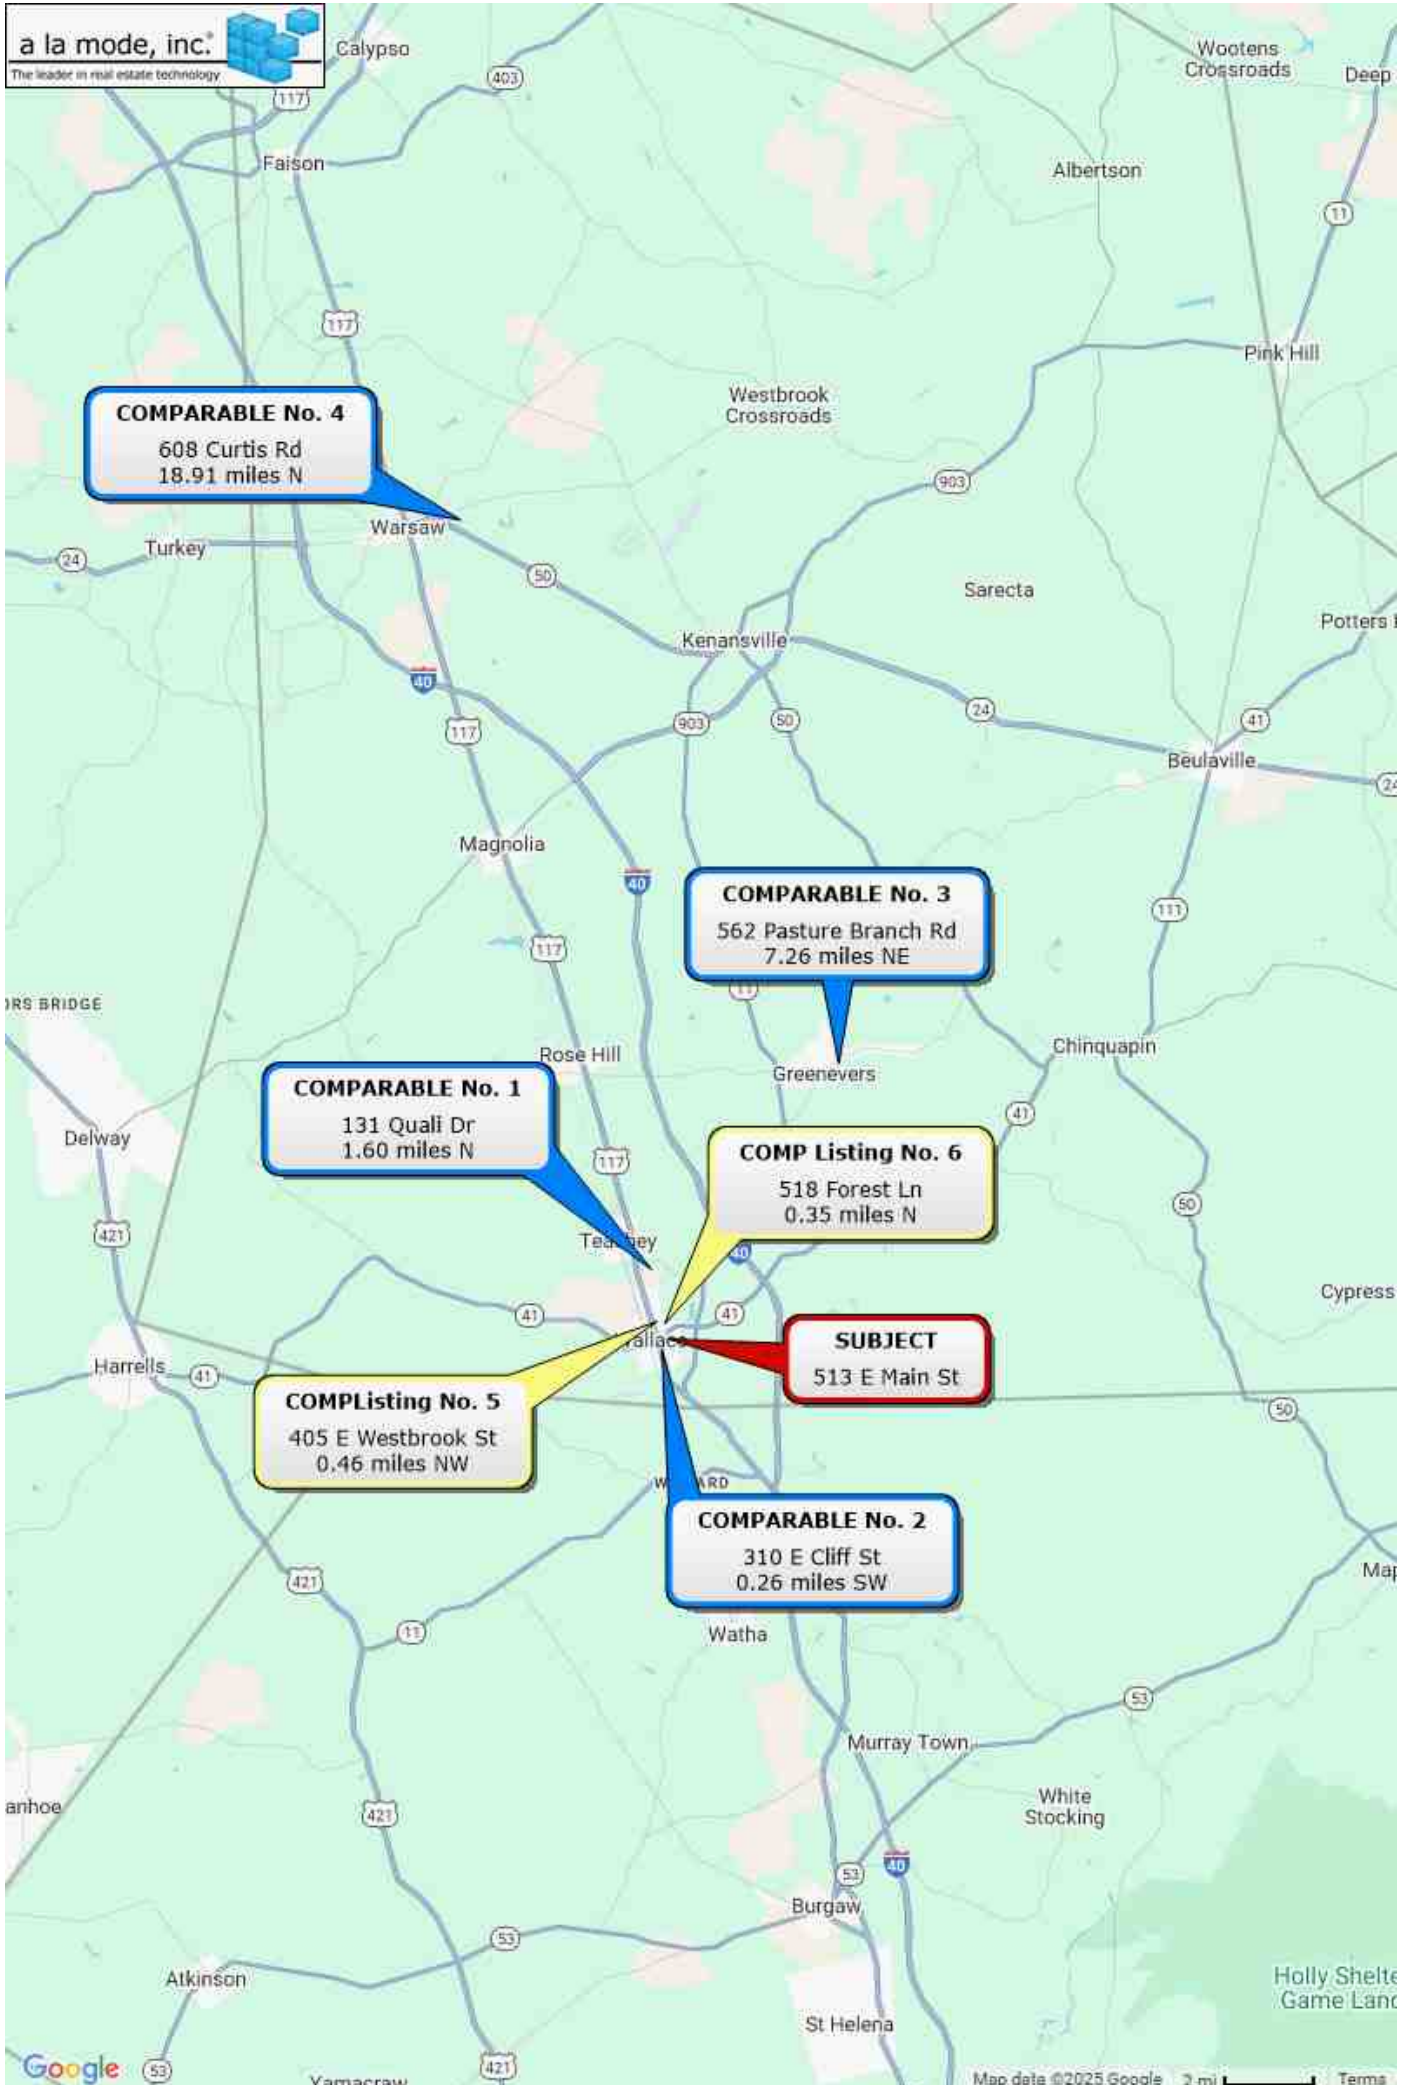 a la mode, inc.®
The leader in real estate technology
Calypso
Wootens
Crossroads
Deep
403
117
Faison
Albertson
11
117
Pink Hill
COMPARABLE No. 4
608 Curtis Rd
18.91 miles N
Westbrook
Crossroads
903
Warsaw
Turkey
24
50
Sarecta
Potters
Kenansville
40
903
50
24
41
117
Beulaville
24
Magnolia
40
COMPARABLE No. 3
562 Pasture Branch Rd
7.26 miles NE
111
117
11
ORS BRIDGE
Chinquapin
Rose Hill
Greenevers
COMPARABLE No. 1
131 Quali Dr
1.60 miles N
41
Delway
COMP Listing No. 6
518 Forest Ln
0.35 miles N
117
50
421
40
Cypress
41
41
SUBJECT
513 E Main St
Harrells
41
COMPListing No. 5
405 E Westbrook St
0.46 miles NW
50
COMPARABLE No. 2
310 E Cliff St
0.26 miles SW
421
11
Watha
53
Murray Town
White
Stocking
anhoe
421
40
53
Burgaw
53
Atkinson
Holly Shelte
Game Land
St Helena
Google
53
421
Yamacraw
Map data ©2025 Google
2 mi
Terms